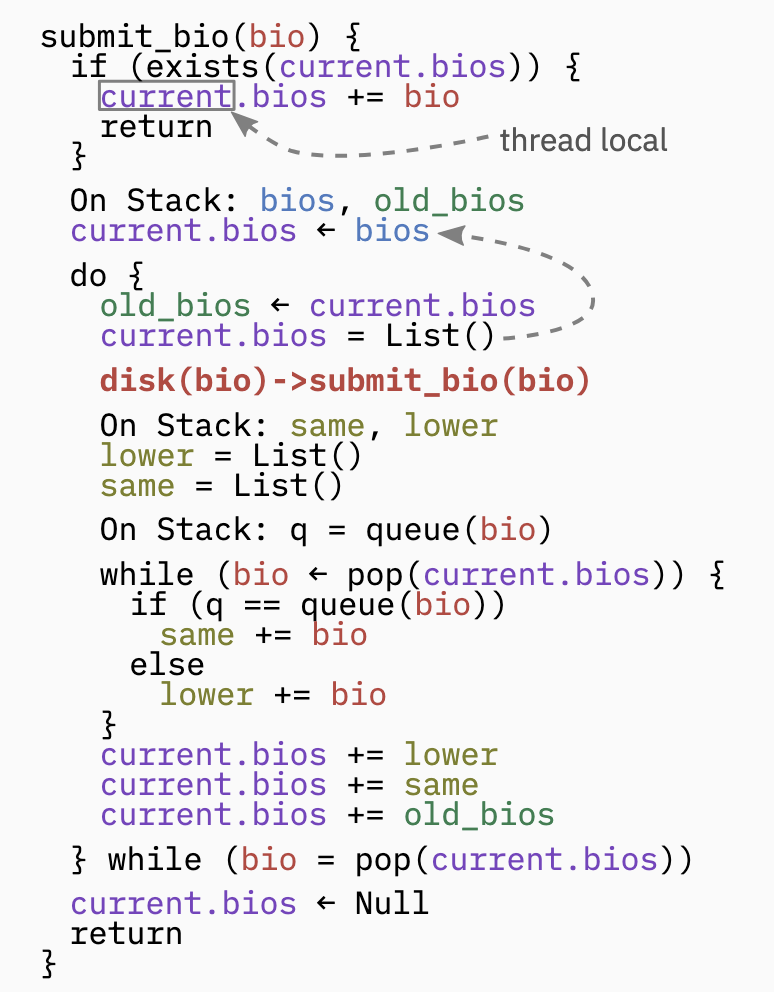 submit_bio(bio) {
if (exists(current.bios)) {
current.bios += bio
return
thread local
}
On Stack: bios, old_bios
current.bios ← bios
do {
old_bios ← current.bios
current.bios = List()
disk(bio)->submit_bio(bio)
On Stack: same, lower
lower = List()
same = List()
On Stack: q = queue(bio)
while (bio ← pop(current.bios)) {
if (q == queue(bio))
same += bio
else
lower += bio
}
current.bios += lower
current.bios += same
current.bios += old_bios
} while (bio = pop(current.bios))
current.bios ← Null
return
}